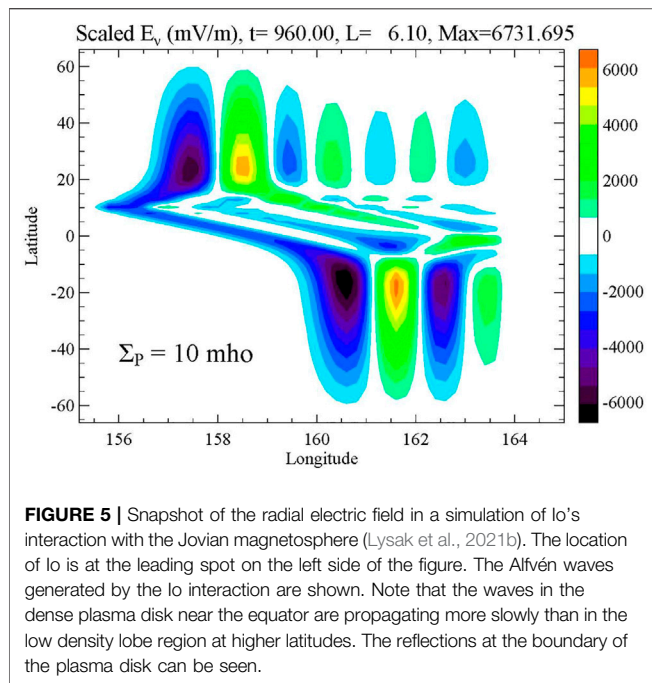 Scaled E_ν (mV/m), t= 960.00, L= 6.10, Max=6731.695
60
40
20
0
-20
-40
-60
Latitude
Σ_P = 10 mho
156 158 160 162 164
Longitude
6000
4000
2000
0
-2000
-4000
-6000
FIGURE 5 | Snapshot of the radial electric field in a simulation of Io's
interaction with the Jovian magnetosphere (Lysak et al., 2021b). The location
of Io is at the leading spot on the left side of the figure. The Alfvén waves
generated by the Io interaction are shown. Note that the waves in the
dense plasma disk near the equator are propagating more slowly than in the
low density lobe region at higher latitudes. The reflections at the boundary of
the plasma disk can be seen.